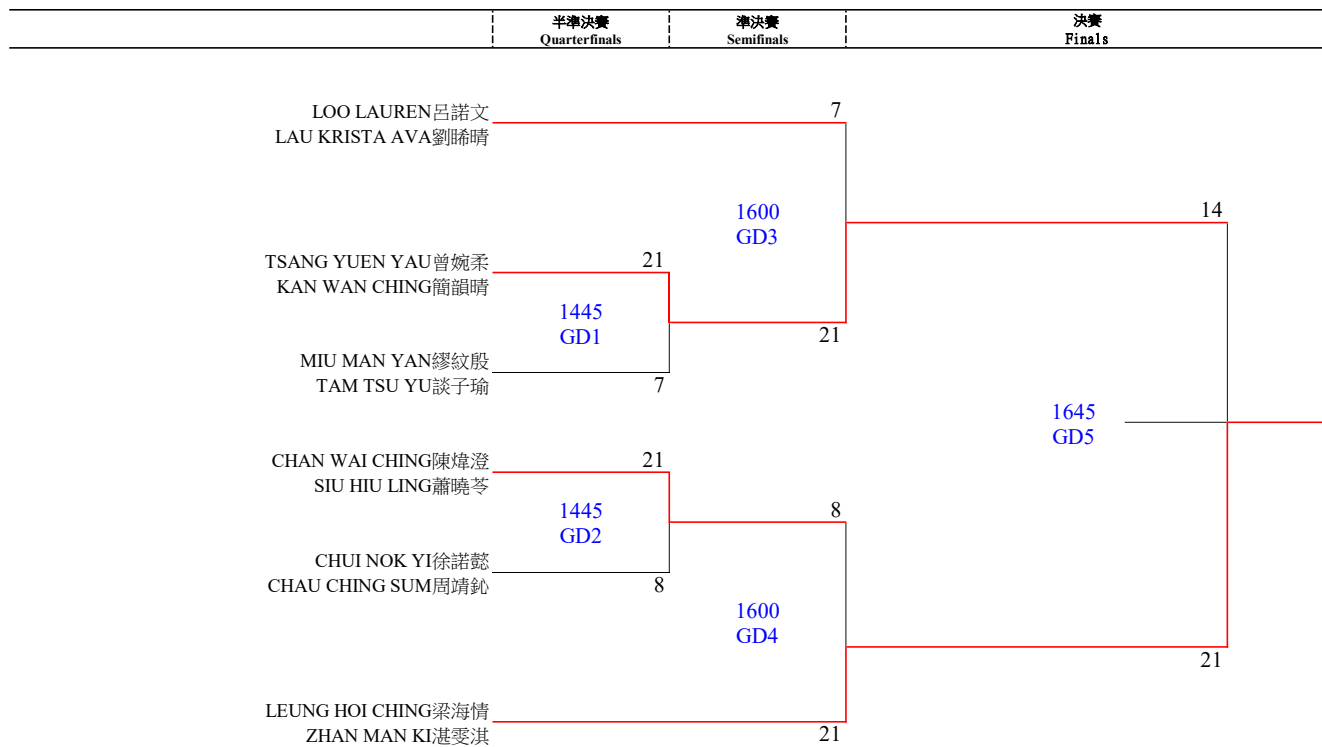 半準決賽
Quarterfinals
準決賽
Semifinals
決賽
Finals
LOO LAUREN呂諾文
LAU KRISTA AVA劉晞晴
7
1600
GD3
14
TSANG YUEN YAU曾婉柔
KAN WAN CHING簡韻晴
21
1445
GD1
21
MIU MAN YAN繆紋殷
TAM TSU YU談子瑜
7
1645
GD5
CHAN WAI CHING陳煒澄
SIU HIU LING蕭曉苓
21
1445
GD2
8
CHUI NOK YI徐諾懿
CHAU CHING SUM周靖鈊
8
1600
GD4
21
LEUNG HOI CHING梁海情
ZHAN MAN KI湛雯淇
21